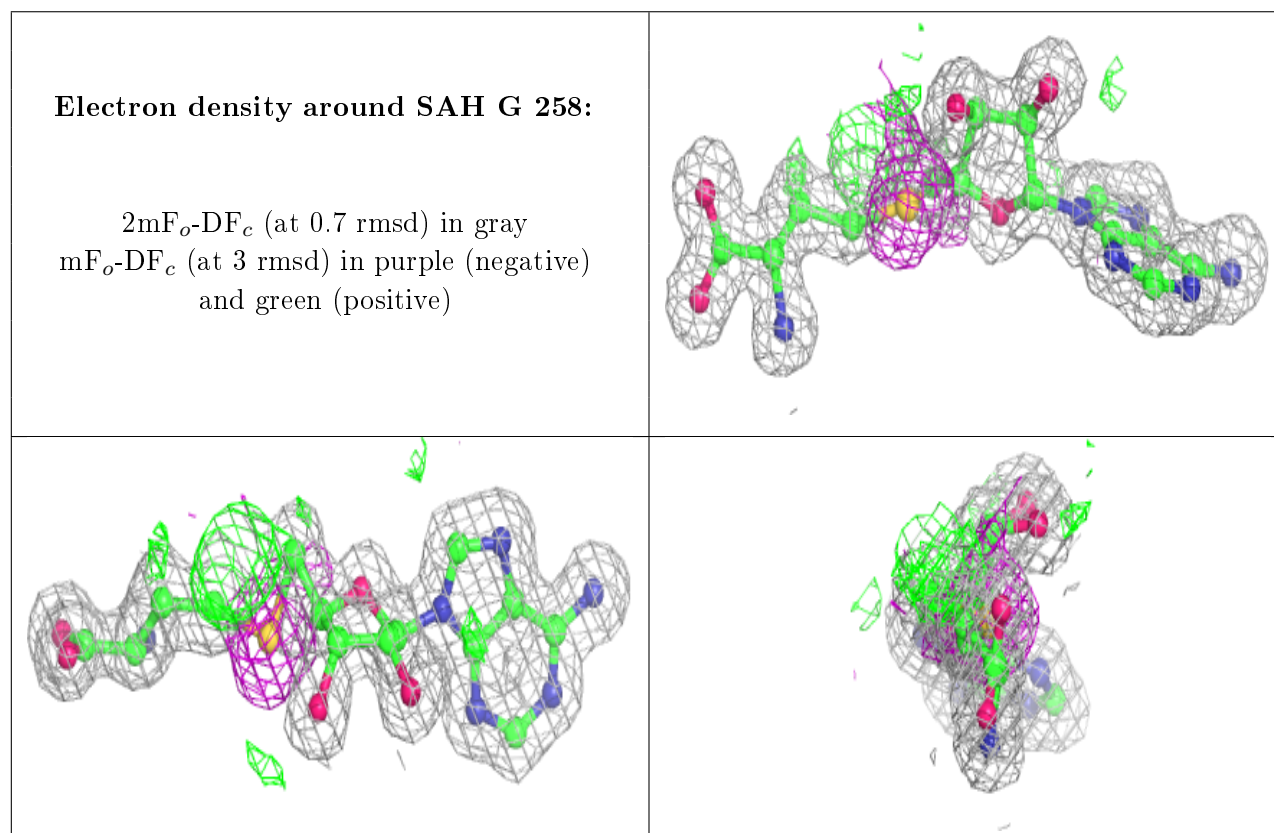 Electron density around SAH G 258:
2mFo-DFc (at 0.7 rmsd) in gray
mFo-DFc (at 3 rmsd) in purple (negative)
and green (positive)